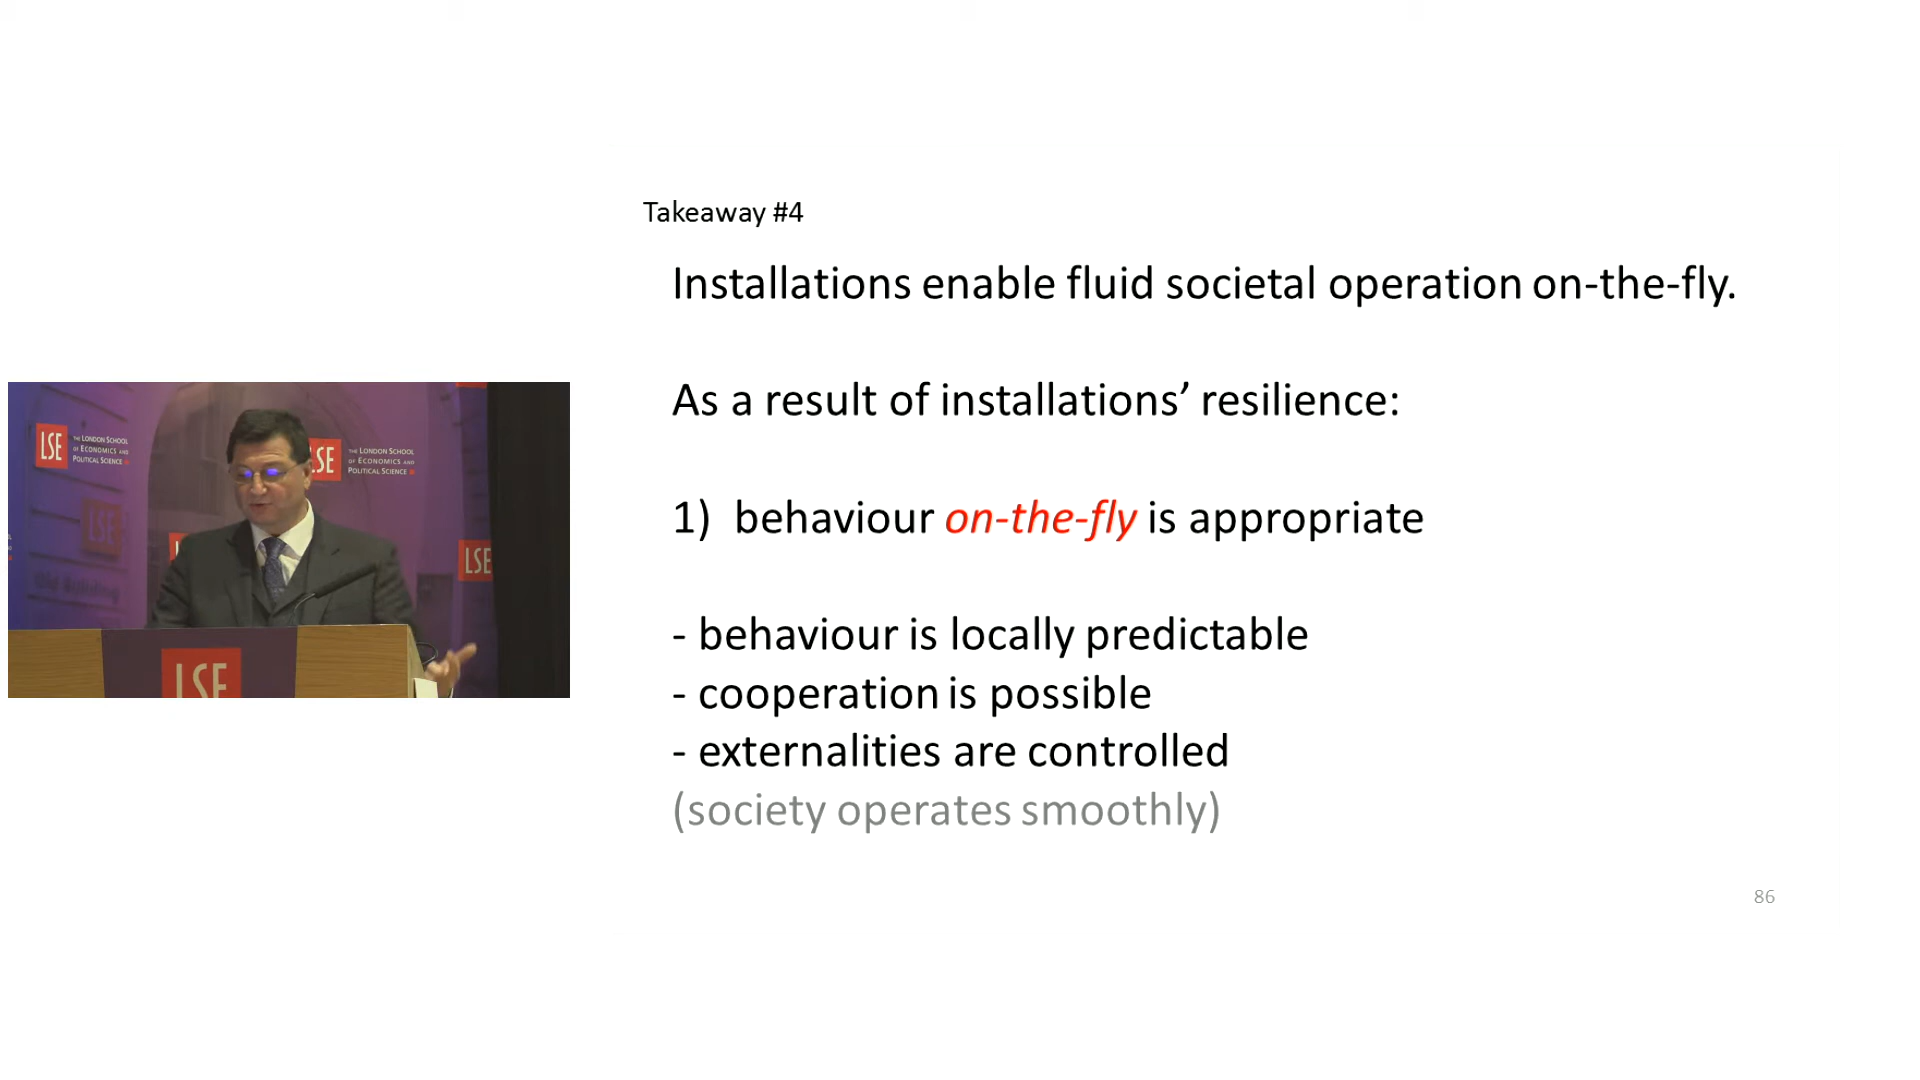 Takeaway #4
Installations enable fluid societal operation on-the-fly.
As a result of installations’ resilience:
1) behaviour on-the-fly is appropriate
- behaviour is locally predictable
- cooperation is possible
- externalities are controlled
(society operates smoothly)
86
LSE
THE LONDON SCHOOL
OF ECONOMICS AND
POLITICAL SCIENCE
LSE
THE LONDON SCHOOL
OF ECONOMICS AND
POLITICAL SCIENCE
LSE
LSE
LSE